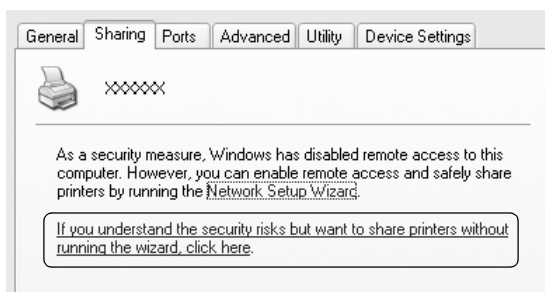 General Sharing Ports Advanced Utility Device Settings
XXXXXX
As a security measure, Windows has disabled remote access to this
computer. However, you can enable remote access and safely share
printers by running the Network Setup Wizard.
If you understand the security risks but want to share printers without
running the wizard, click here.